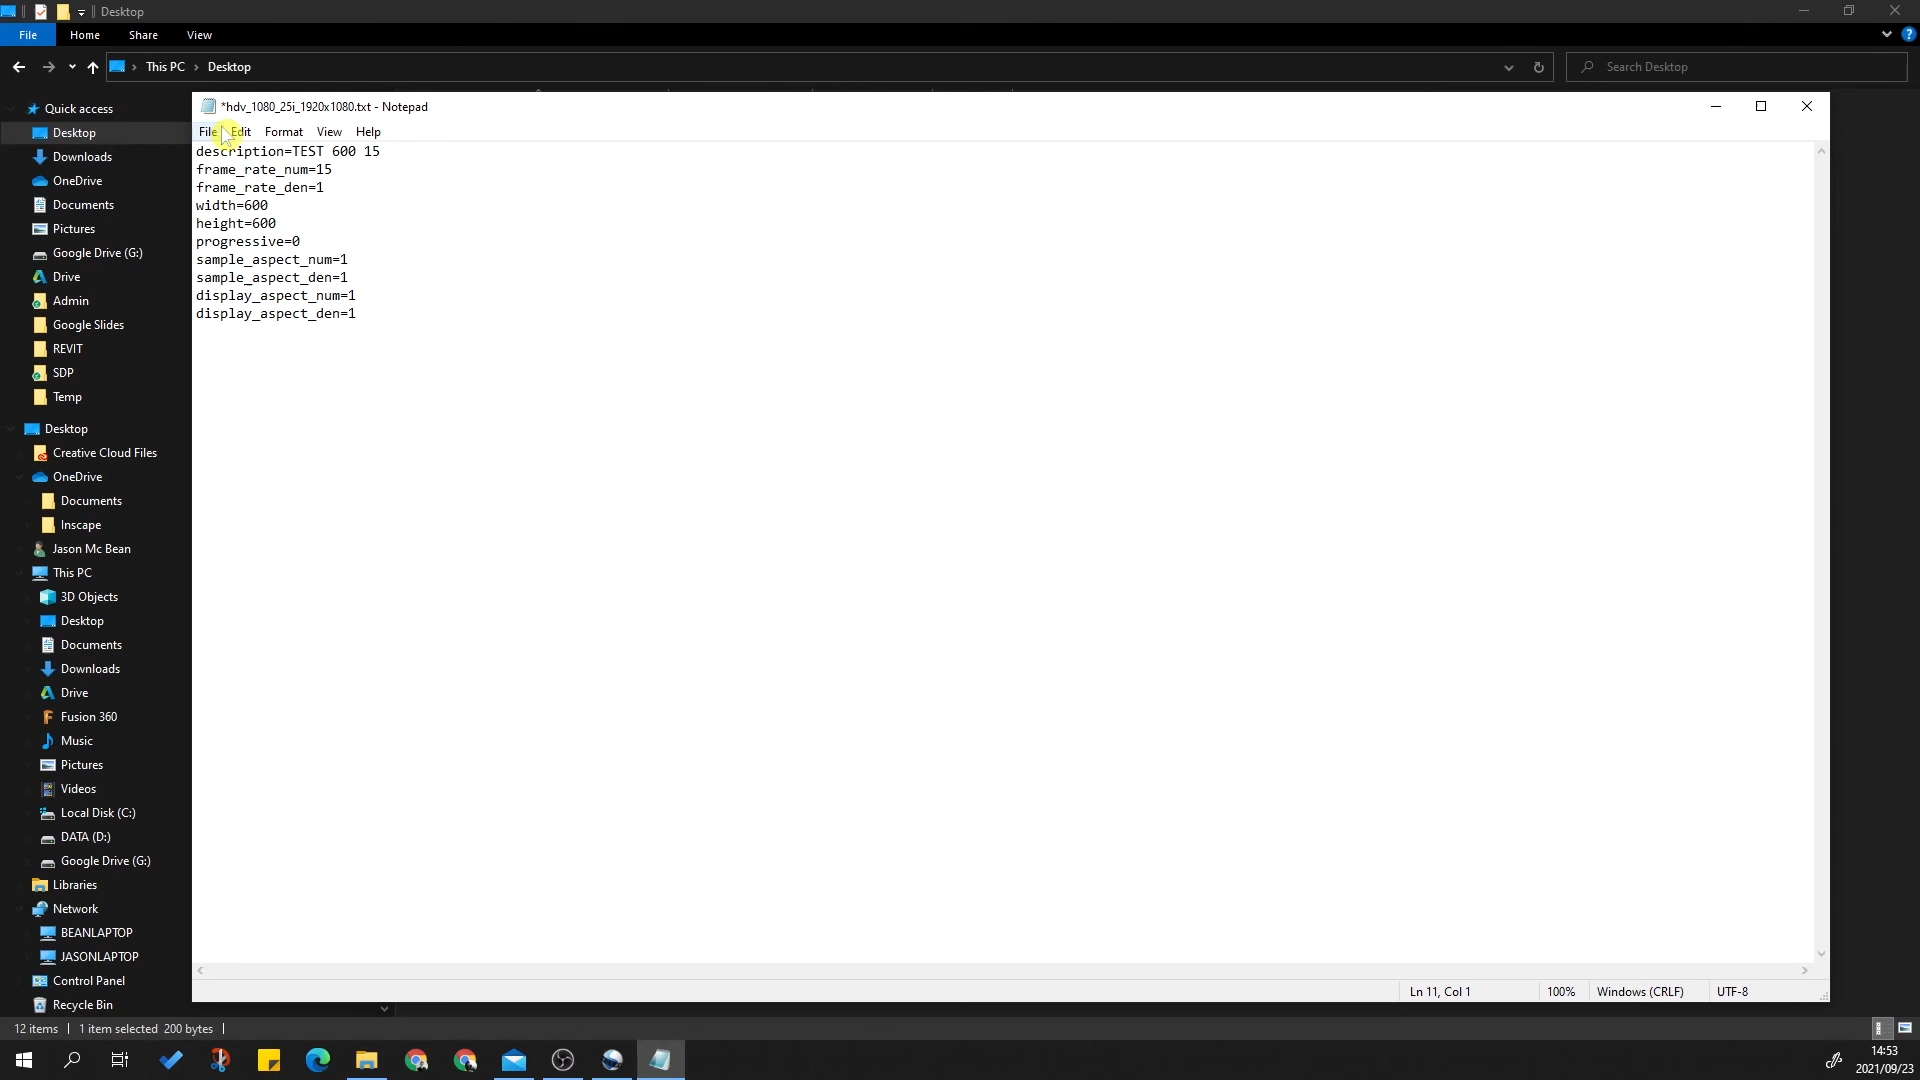 Desktop
File Home Share View
This PC Desktop
Search Desktop
*hdv_1080_25i_1920x1080.txt - Notepad
File Edit Format View Help
description=TEST 600 15
frame_rate_num=15
frame_rate_den=1
width=600
height=600
progressive=0
sample_aspect_num=1
sample_aspect_den=1
display_aspect_num=1
display_aspect_den=1
Quick access
Desktop
Downloads
OneDrive
Documents
Pictures
Google Drive (G:)
Drive
Admin
Google Slides
REVIT
SDP
Temp
Desktop
Creative Cloud Files
OneDrive
Documents
Inscape
Jason Mc Bean
This PC
3D Objects
Desktop
Documents
Downloads
Drive
Fusion 360
Music
Pictures
Videos
Local Disk (C:)
DATA (D:)
Google Drive (G:)
Libraries
Network
BEANLAPTOP
JASONLAPTOP
Control Panel
Recycle Bin
Ln 11, Col 1 100% Windows (CRLF) UTF-8
12 items 1 item selected 200 bytes
14:53
2021/09/23